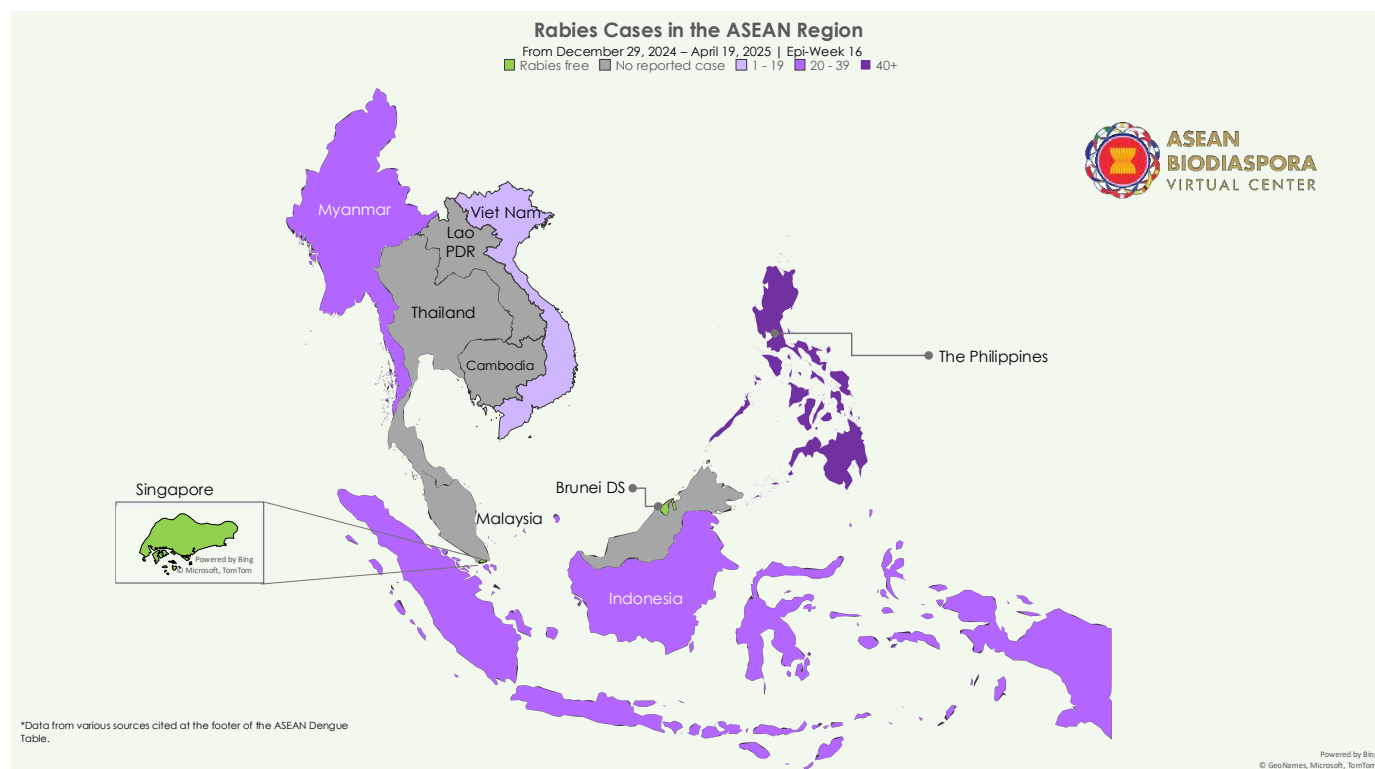 Rabies Cases in the ASEAN Region
From December 29, 2024 – April 19, 2025 | Epi-Week 16
Rabies free No reported case 1 - 19 20 - 39 40+
ASEAN
BIODIASPORA
VIRTUAL CENTER
Myanmar
Viet Nam
Lao
PDR
Thailand
Cambodia
The Philippines
Brunei DS
Singapore
Malaysia
Powered by Bing
© Microsoft, TomTom
Indonesia
*Data from various sources cited at the footer of the ASEAN Dengue
Table.
Powered by Bing
© GeoNames, Microsoft, TomTom